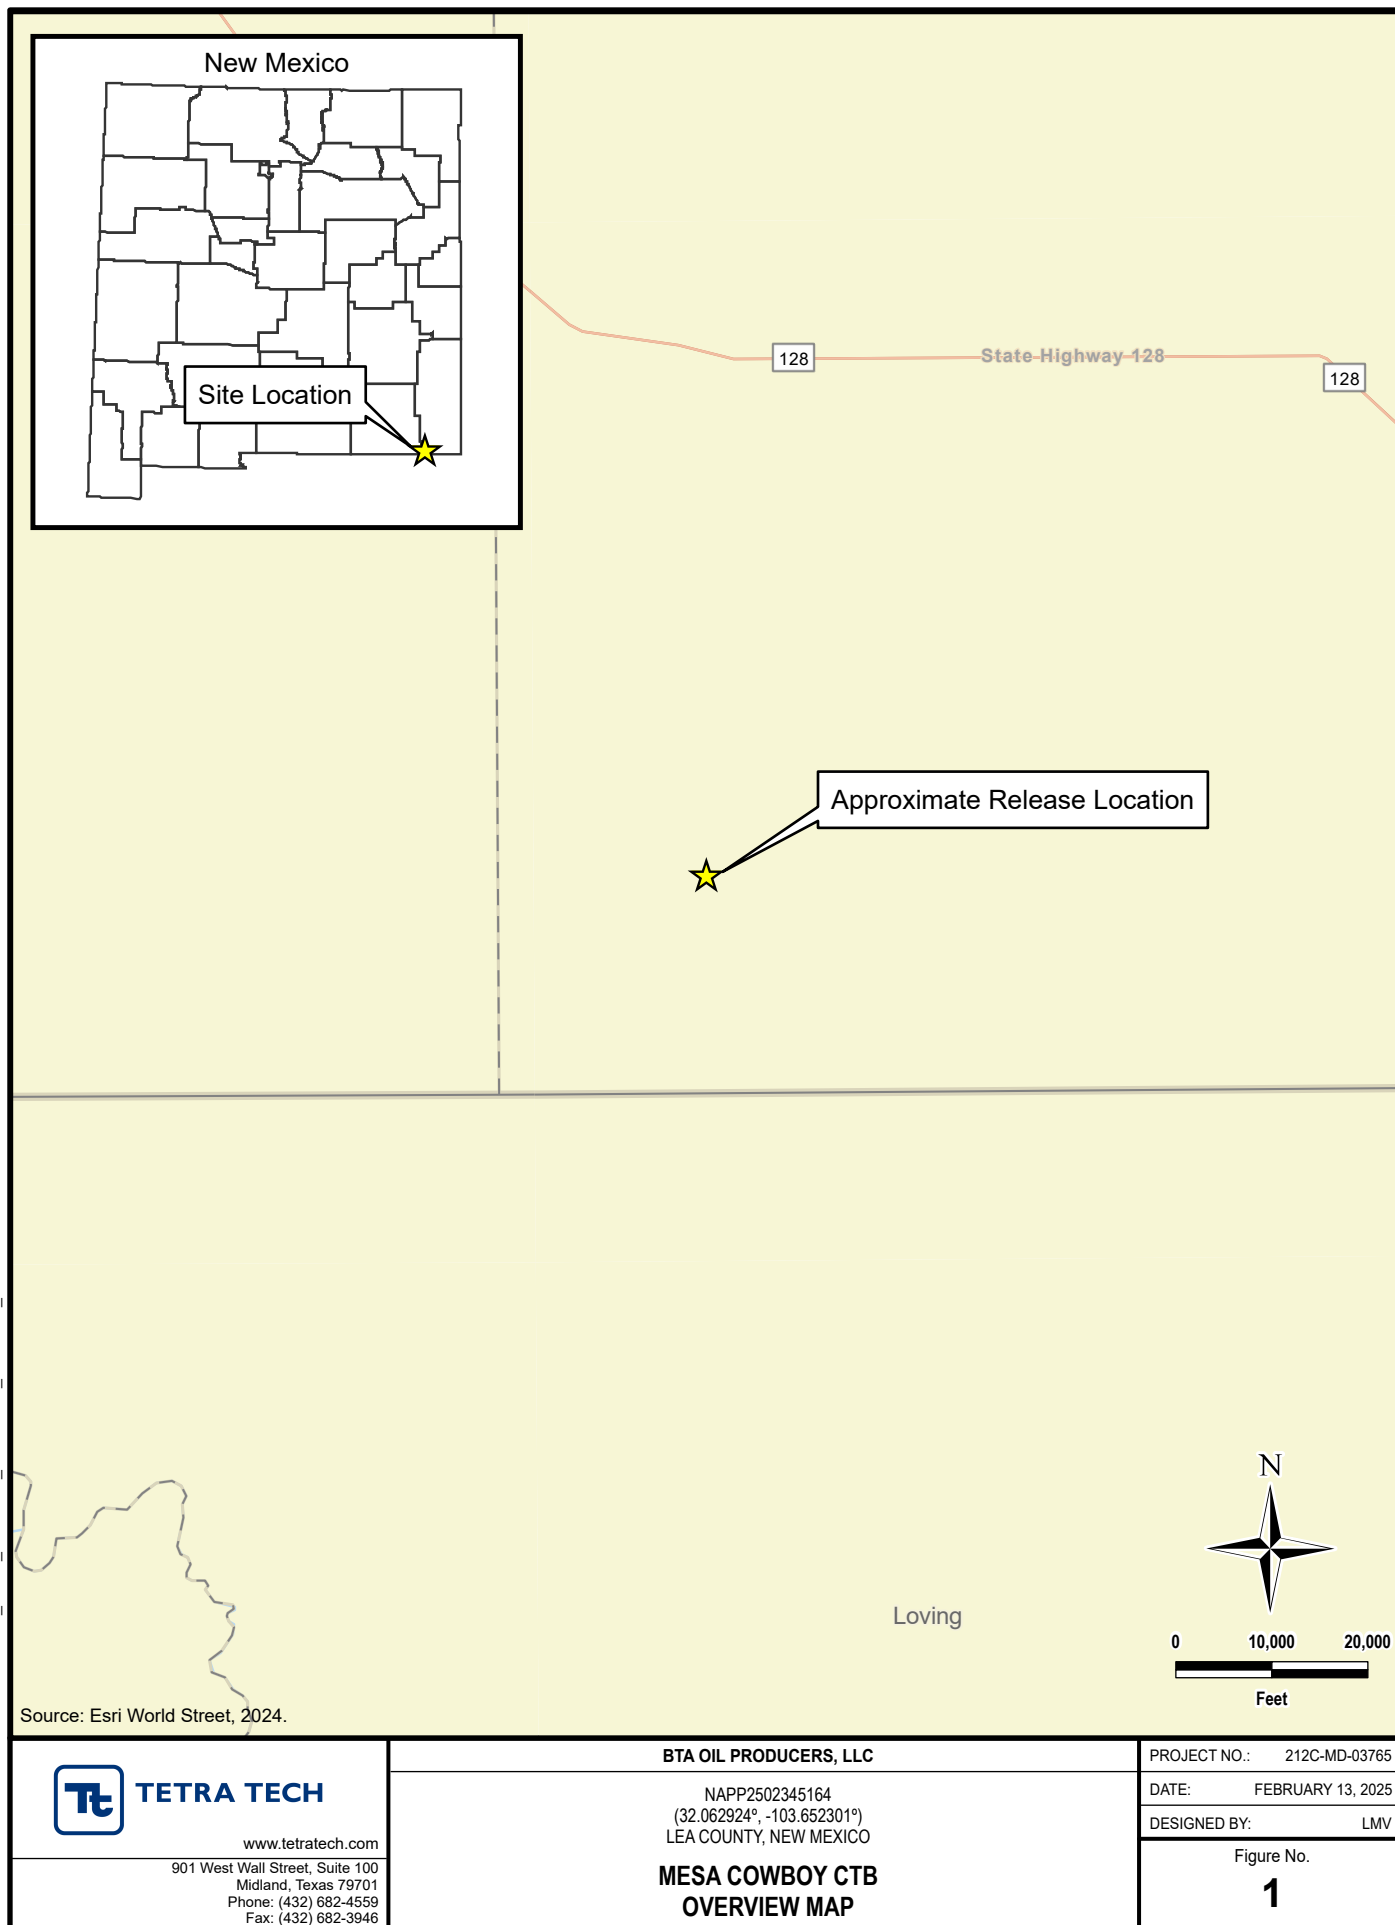 New Mexico
Site Location
128
State Highway 128
128
Approximate Release Location
N
Loving
0 10,000 20,000
Feet
Source: Esri World Street, 2024.
Tt TETRA TECH
www.tetratech.com
901 West Wall Street, Suite 100
Midland, Texas 79701
Phone: (432) 682-4559
Fax: (432) 682-3946
BTA OIL PRODUCERS, LLC
NAPP2502345164
(32.062924º, -103.652301º)
LEA COUNTY, NEW MEXICO
MESA COWBOY CTB
OVERVIEW MAP
PROJECT NO.: 212C-MD-03765
DATE: FEBRUARY 13, 2025
DESIGNED BY: LMV
Figure No.
1